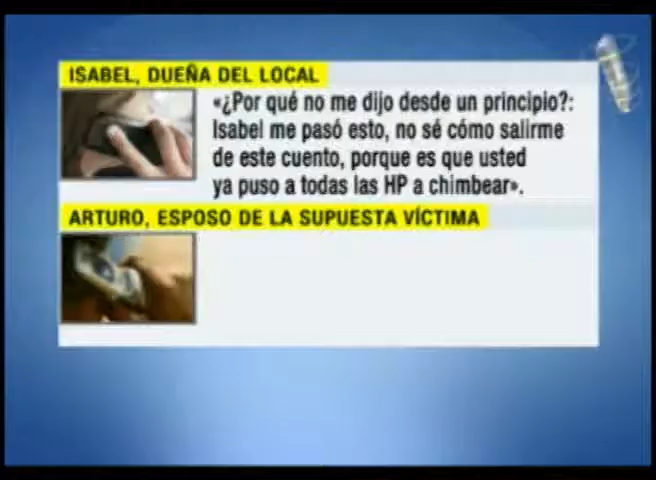 ISABEL, DUEÑA DEL LOCAL
«¿Por qué no me dijo desde un principio?:
Isabel me pasó esto, no sé cómo salirme
de este cuento, porque es que usted
ya puso a todas las HP a chimbear».
ARTURO, ESPOSO DE LA SUPUESTA VÍCTIMA